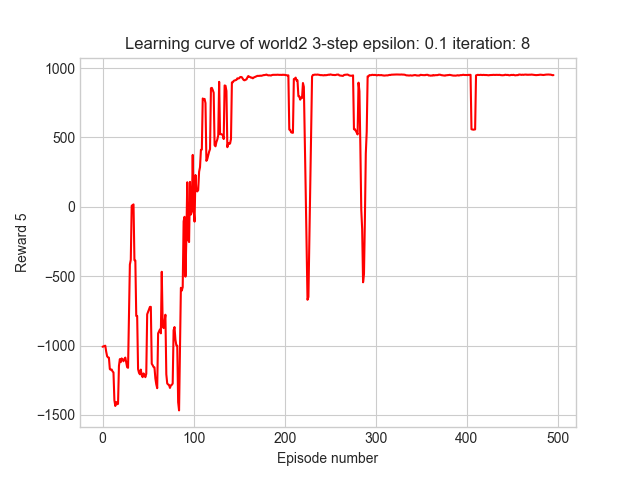 Learning curve of world2 3-step epsilon: 0.1 iteration: 8
1000
500
0
−500
−1000
−1500
Reward 5
0 100 200 300 400 500
Episode number